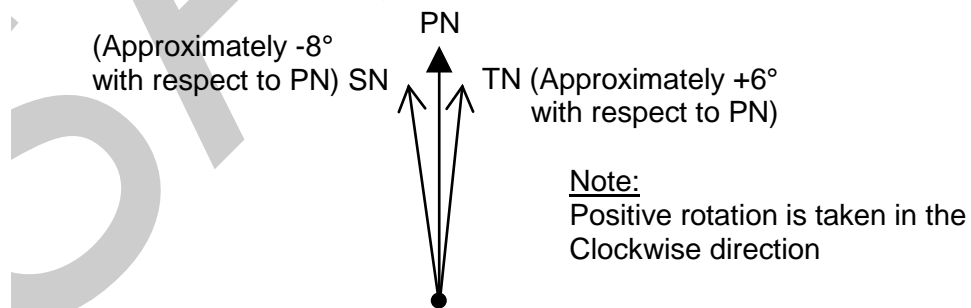 PN
(Approximately -8°
with respect to PN) SN
TN (Approximately +6°
with respect to PN)
Note:
Positive rotation is taken in the
Clockwise direction